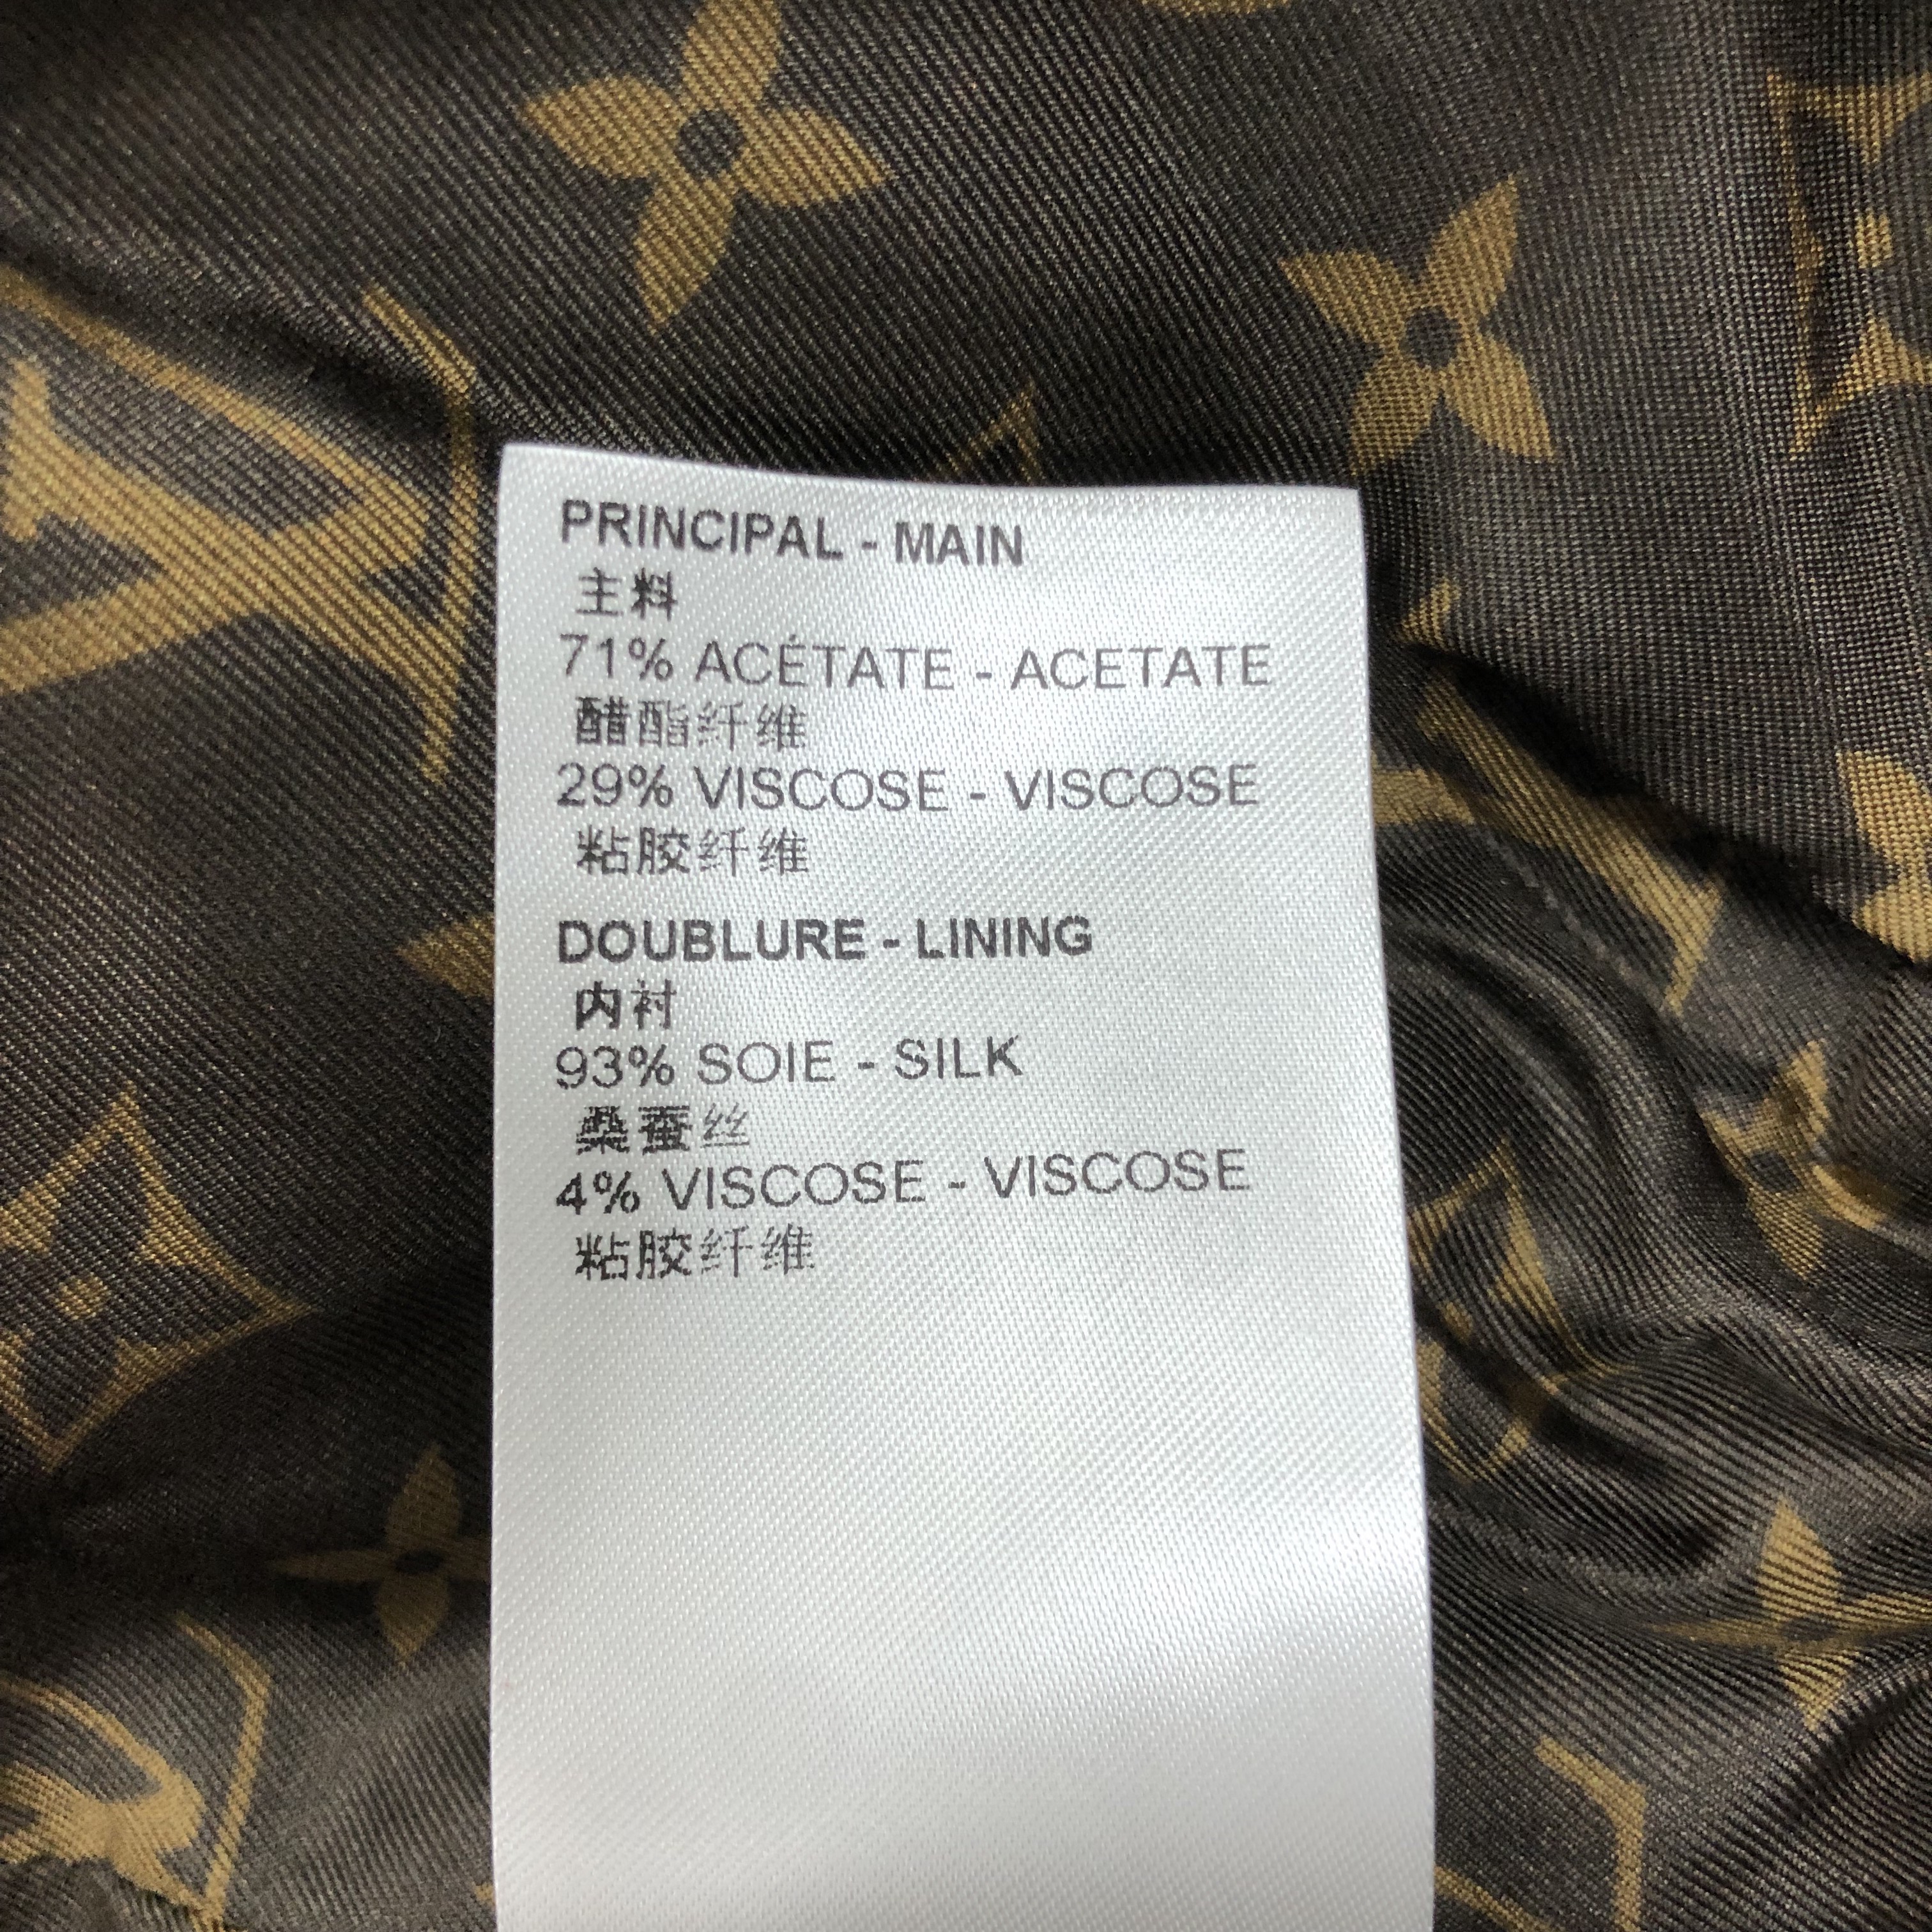 PRINCIPAL - MAIN
主料
71% ACÉTATE - ACETATE
醋酯纤维
29% VISCOSE - VISCOSE
粘胶纤维
DOUBLURE - LINING
内衬
93% SOIE - SILK
桑蚕丝
4% VISCOSE - VISCOSE
粘胶纤维